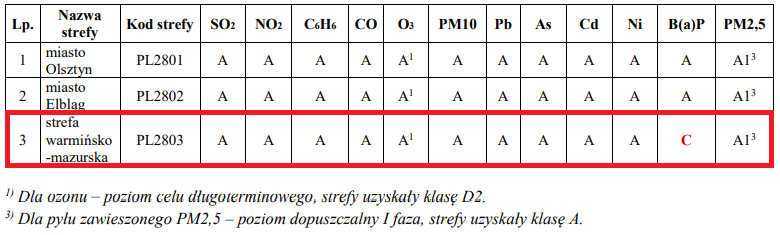 Lp. Nazwa strefy Kod strefy SO2 NO2 C6H6 CO O3 PM10 Pb As Cd Ni B(a)P PM2,5
1 miasto Olsztyn PL2801 A A A A A1 A A A A A A A13
2 miasto Elbląg PL2802 A A A A A1 A A A A A A A13
3 strefa warmińsko -mazurska PL2803 A A A A A1 A A A A A C A13
1) Dla ozonu – poziom celu długoterminowego, strefy uzyskały klasę D2.
3) Dla pyłu zawieszonego PM2,5 – poziom dopuszczalny I faza, strefy uzyskały klasę A.